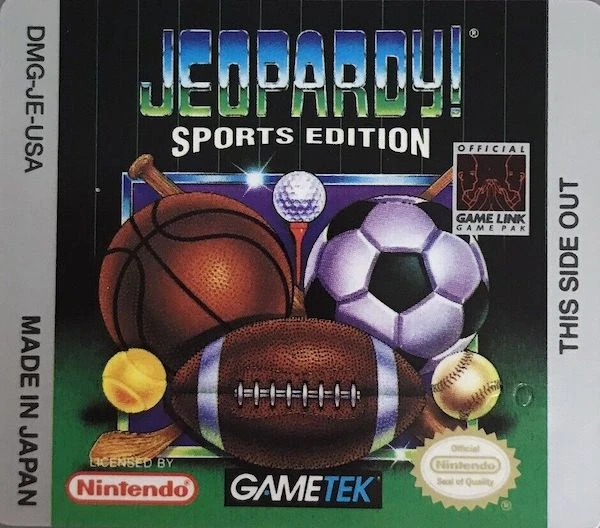 DMG-JE-USA
MADE IN JAPAN
JEOPARDY!®
SPORTS EDITION
OFFICIAL
GAME LINK
GAME PAK
THIS SIDE OUT
LICENSED BY
Nintendo®
GAMETEK
Official
Nintendo
Seal of Quality
®